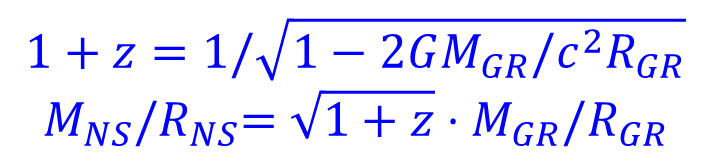 1 + z = 1/√(1 − 2GM_GR/c²R_GR)
M_NS/R_NS= √(1 + z) · M_GR/R_GR